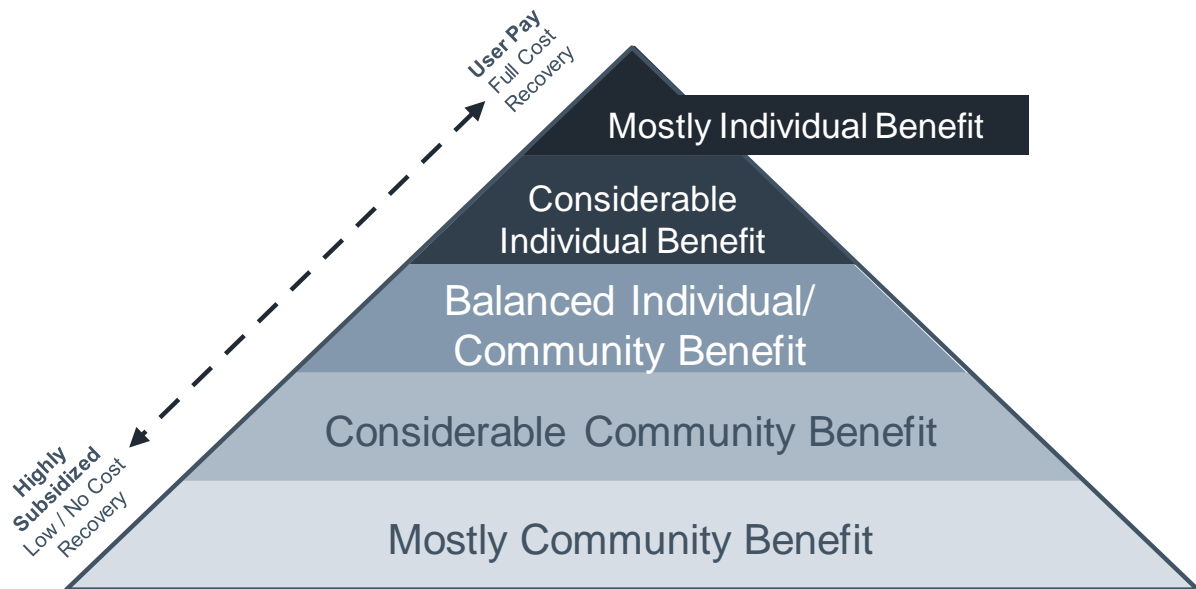 User Pay
Full Cost
Recovery
Mostly Individual Benefit
Considerable
Individual Benefit
Balanced Individual/
Community Benefit
Considerable Community Benefit
Highly
Subsidized
Low / No Cost
Recovery
Mostly Community Benefit